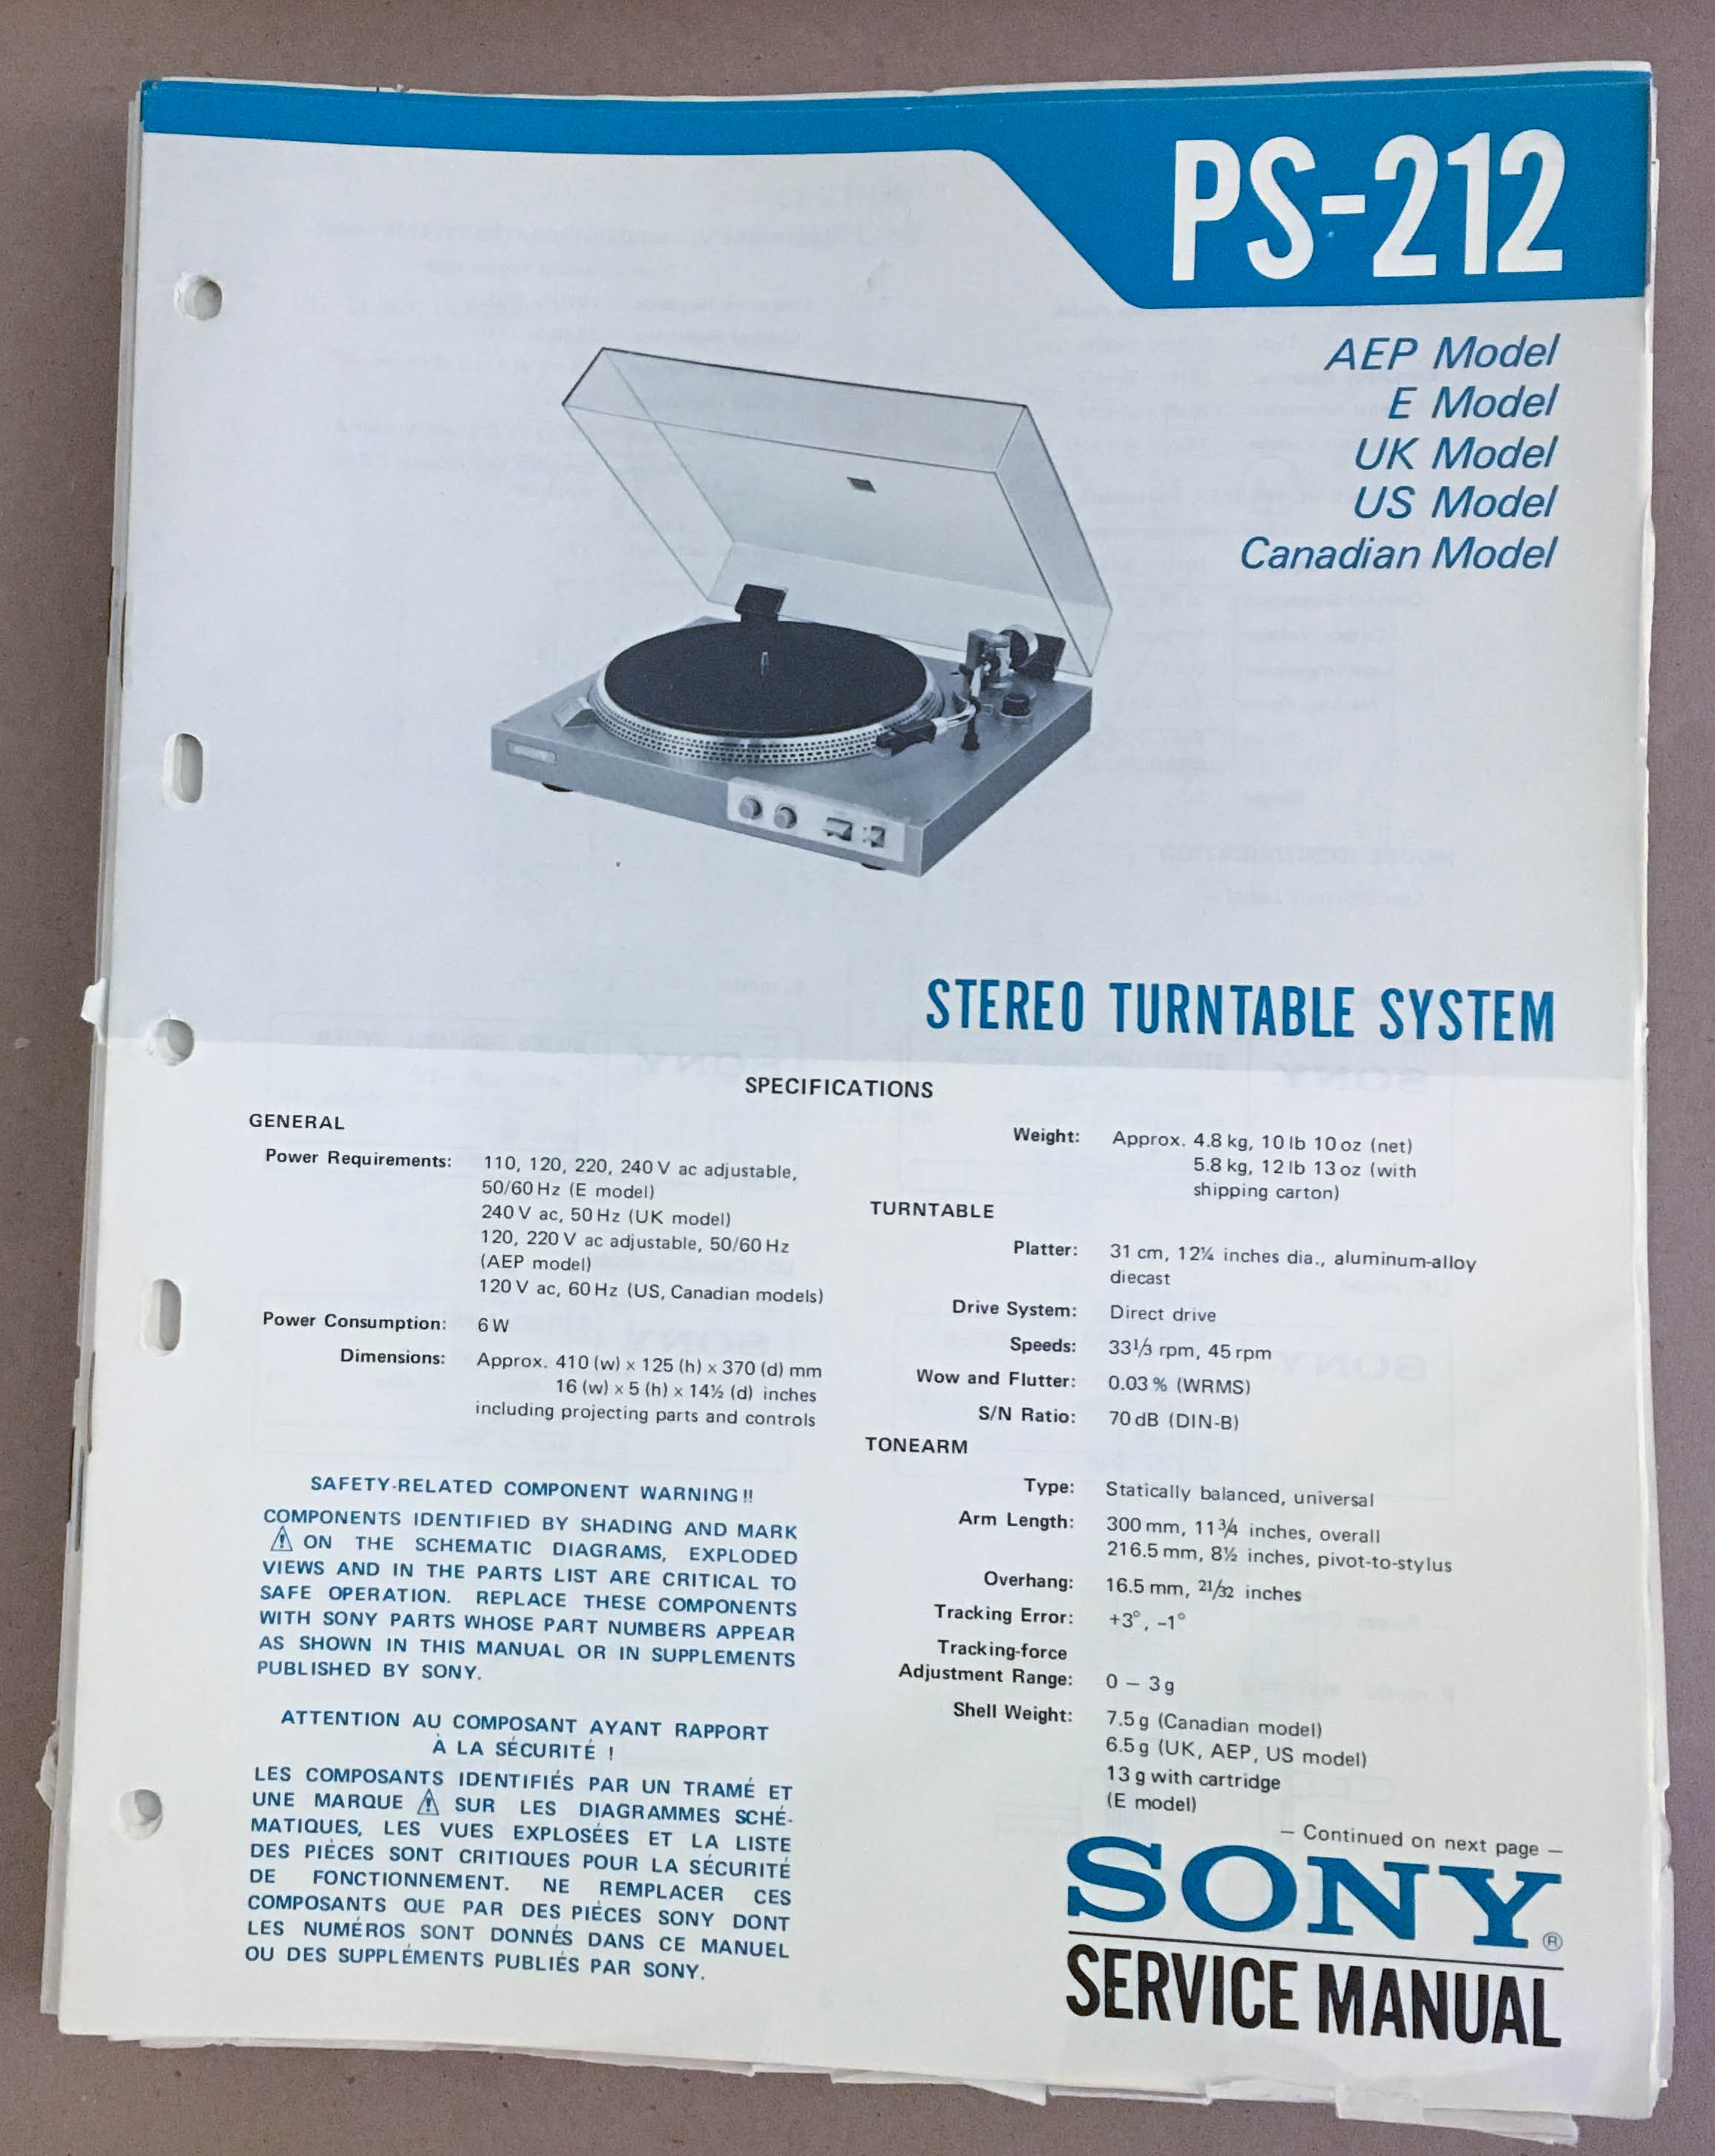 PS-212
AEP Model
E Model
UK Model
US Model
Canadian Model
SONY
STEREO TURNTABLE SYSTEM
SPECIFICATIONS
GENERAL
Power Requirements: 110, 120, 220, 240 V ac adjustable,
50/60 Hz (E model)
240 V ac, 50 Hz (UK model)
120, 220 V ac adjustable, 50/60 Hz
(AEP model)
120 V ac, 60 Hz (US, Canadian models)
Power Consumption: 6 W
Dimensions: Approx. 410 (w) x 125 (h) x 370 (d) mm
16 (w) x 5 (h) x 14½ (d) inches
including projecting parts and controls
SAFETY-RELATED COMPONENT WARNING!!
COMPONENTS IDENTIFIED BY SHADING AND MARK
⚠ ON THE SCHEMATIC DIAGRAMS, EXPLODED
VIEWS AND IN THE PARTS LIST ARE CRITICAL TO
SAFE OPERATION. REPLACE THESE COMPONENTS
WITH SONY PARTS WHOSE PART NUMBERS APPEAR
AS SHOWN IN THIS MANUAL OR IN SUPPLEMENTS
PUBLISHED BY SONY.
ATTENTION AU COMPOSANT AYANT RAPPORT
À LA SÉCURITÉ !
LES COMPOSANTS IDENTIFIÉS PAR UN TRAMÉ ET
UNE MARQUE ⚠ SUR LES DIAGRAMMES SCHÉ-
MATIQUES, LES VUES EXPLOSÉES ET LA LISTE
DES PIÈCES SONT CRITIQUES POUR LA SÉCURITÉ
DE FONCTIONNEMENT. NE REMPLACER CES
COMPOSANTS QUE PAR DES PIÈCES SONY DONT
LES NUMÉROS SONT DONNÉS DANS CE MANUEL
OU DES SUPPLÉMENTS PUBLIÉS PAR SONY.
Weight: Approx. 4.8 kg, 10 lb 10 oz (net)
5.8 kg, 12 lb 13 oz (with
shipping carton)
TURNTABLE
Platter: 31 cm, 12¼ inches dia., aluminum-alloy
diecast
Drive System: Direct drive
Speeds: 33⅓ rpm, 45 rpm
Wow and Flutter: 0.03 % (WRMS)
S/N Ratio: 70 dB (DIN-B)
TONEARM
Type: Statically balanced, universal
Arm Length: 300 mm, 11¾ inches, overall
216.5 mm, 8½ inches, pivot-to-stylus
Overhang: 16.5 mm, 21/32 inches
Tracking Error: +3°, -1°
Tracking-force
Adjustment Range: 0 – 3 g
Shell Weight: 7.5 g (Canadian model)
6.5 g (UK, AEP, US model)
13 g with cartridge
(E model)
— Continued on next page —
SONY®
SERVICE MANUAL